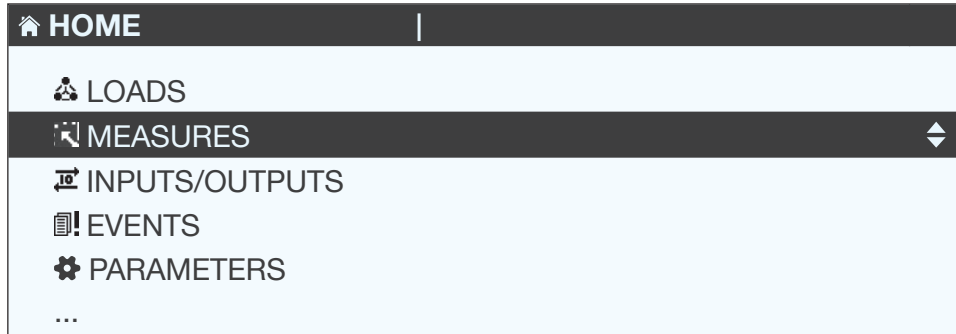 HOME |
LOADS
MEASURES
INPUTS/OUTPUTS
EVENTS
PARAMETERS
...